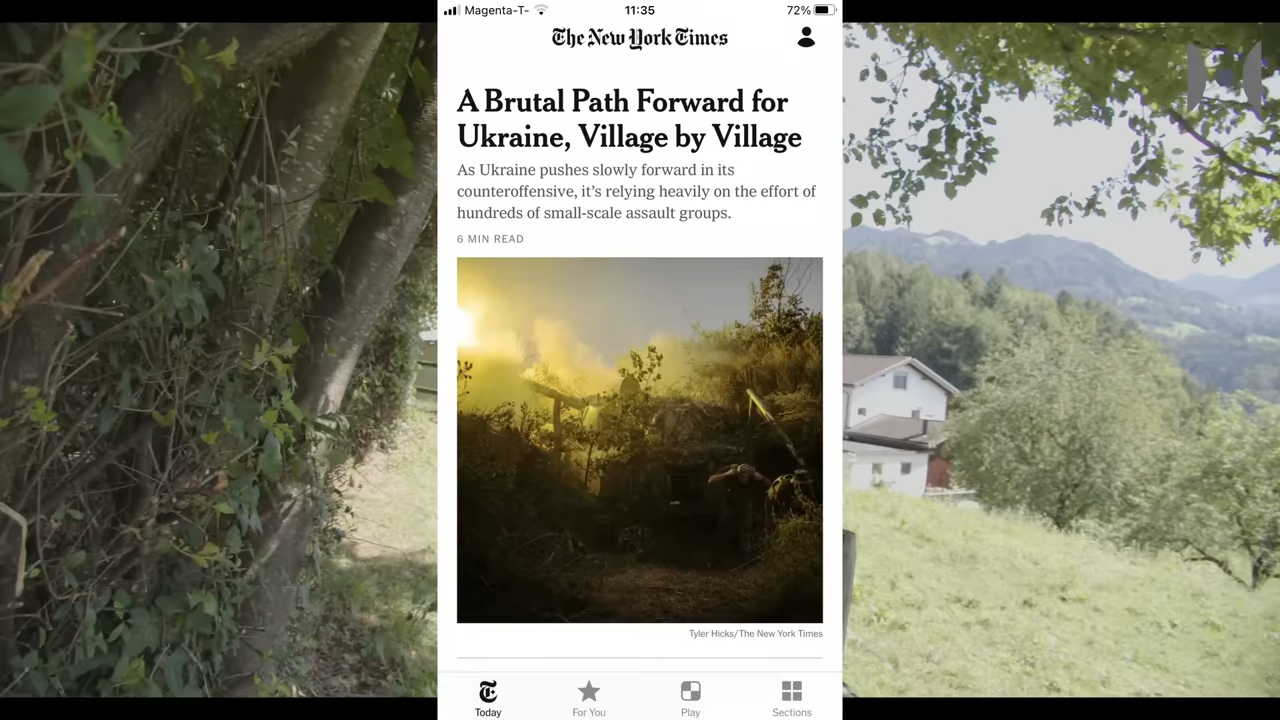 Magenta-T- 11:35 72%
The New York Times
A Brutal Path Forward for
Ukraine, Village by Village
As Ukraine pushes slowly forward in its
counteroffensive, it’s relying heavily on the effort of
hundreds of small-scale assault groups.
6 MIN READ
Tyler Hicks/The New York Times
Today For You Play Sections